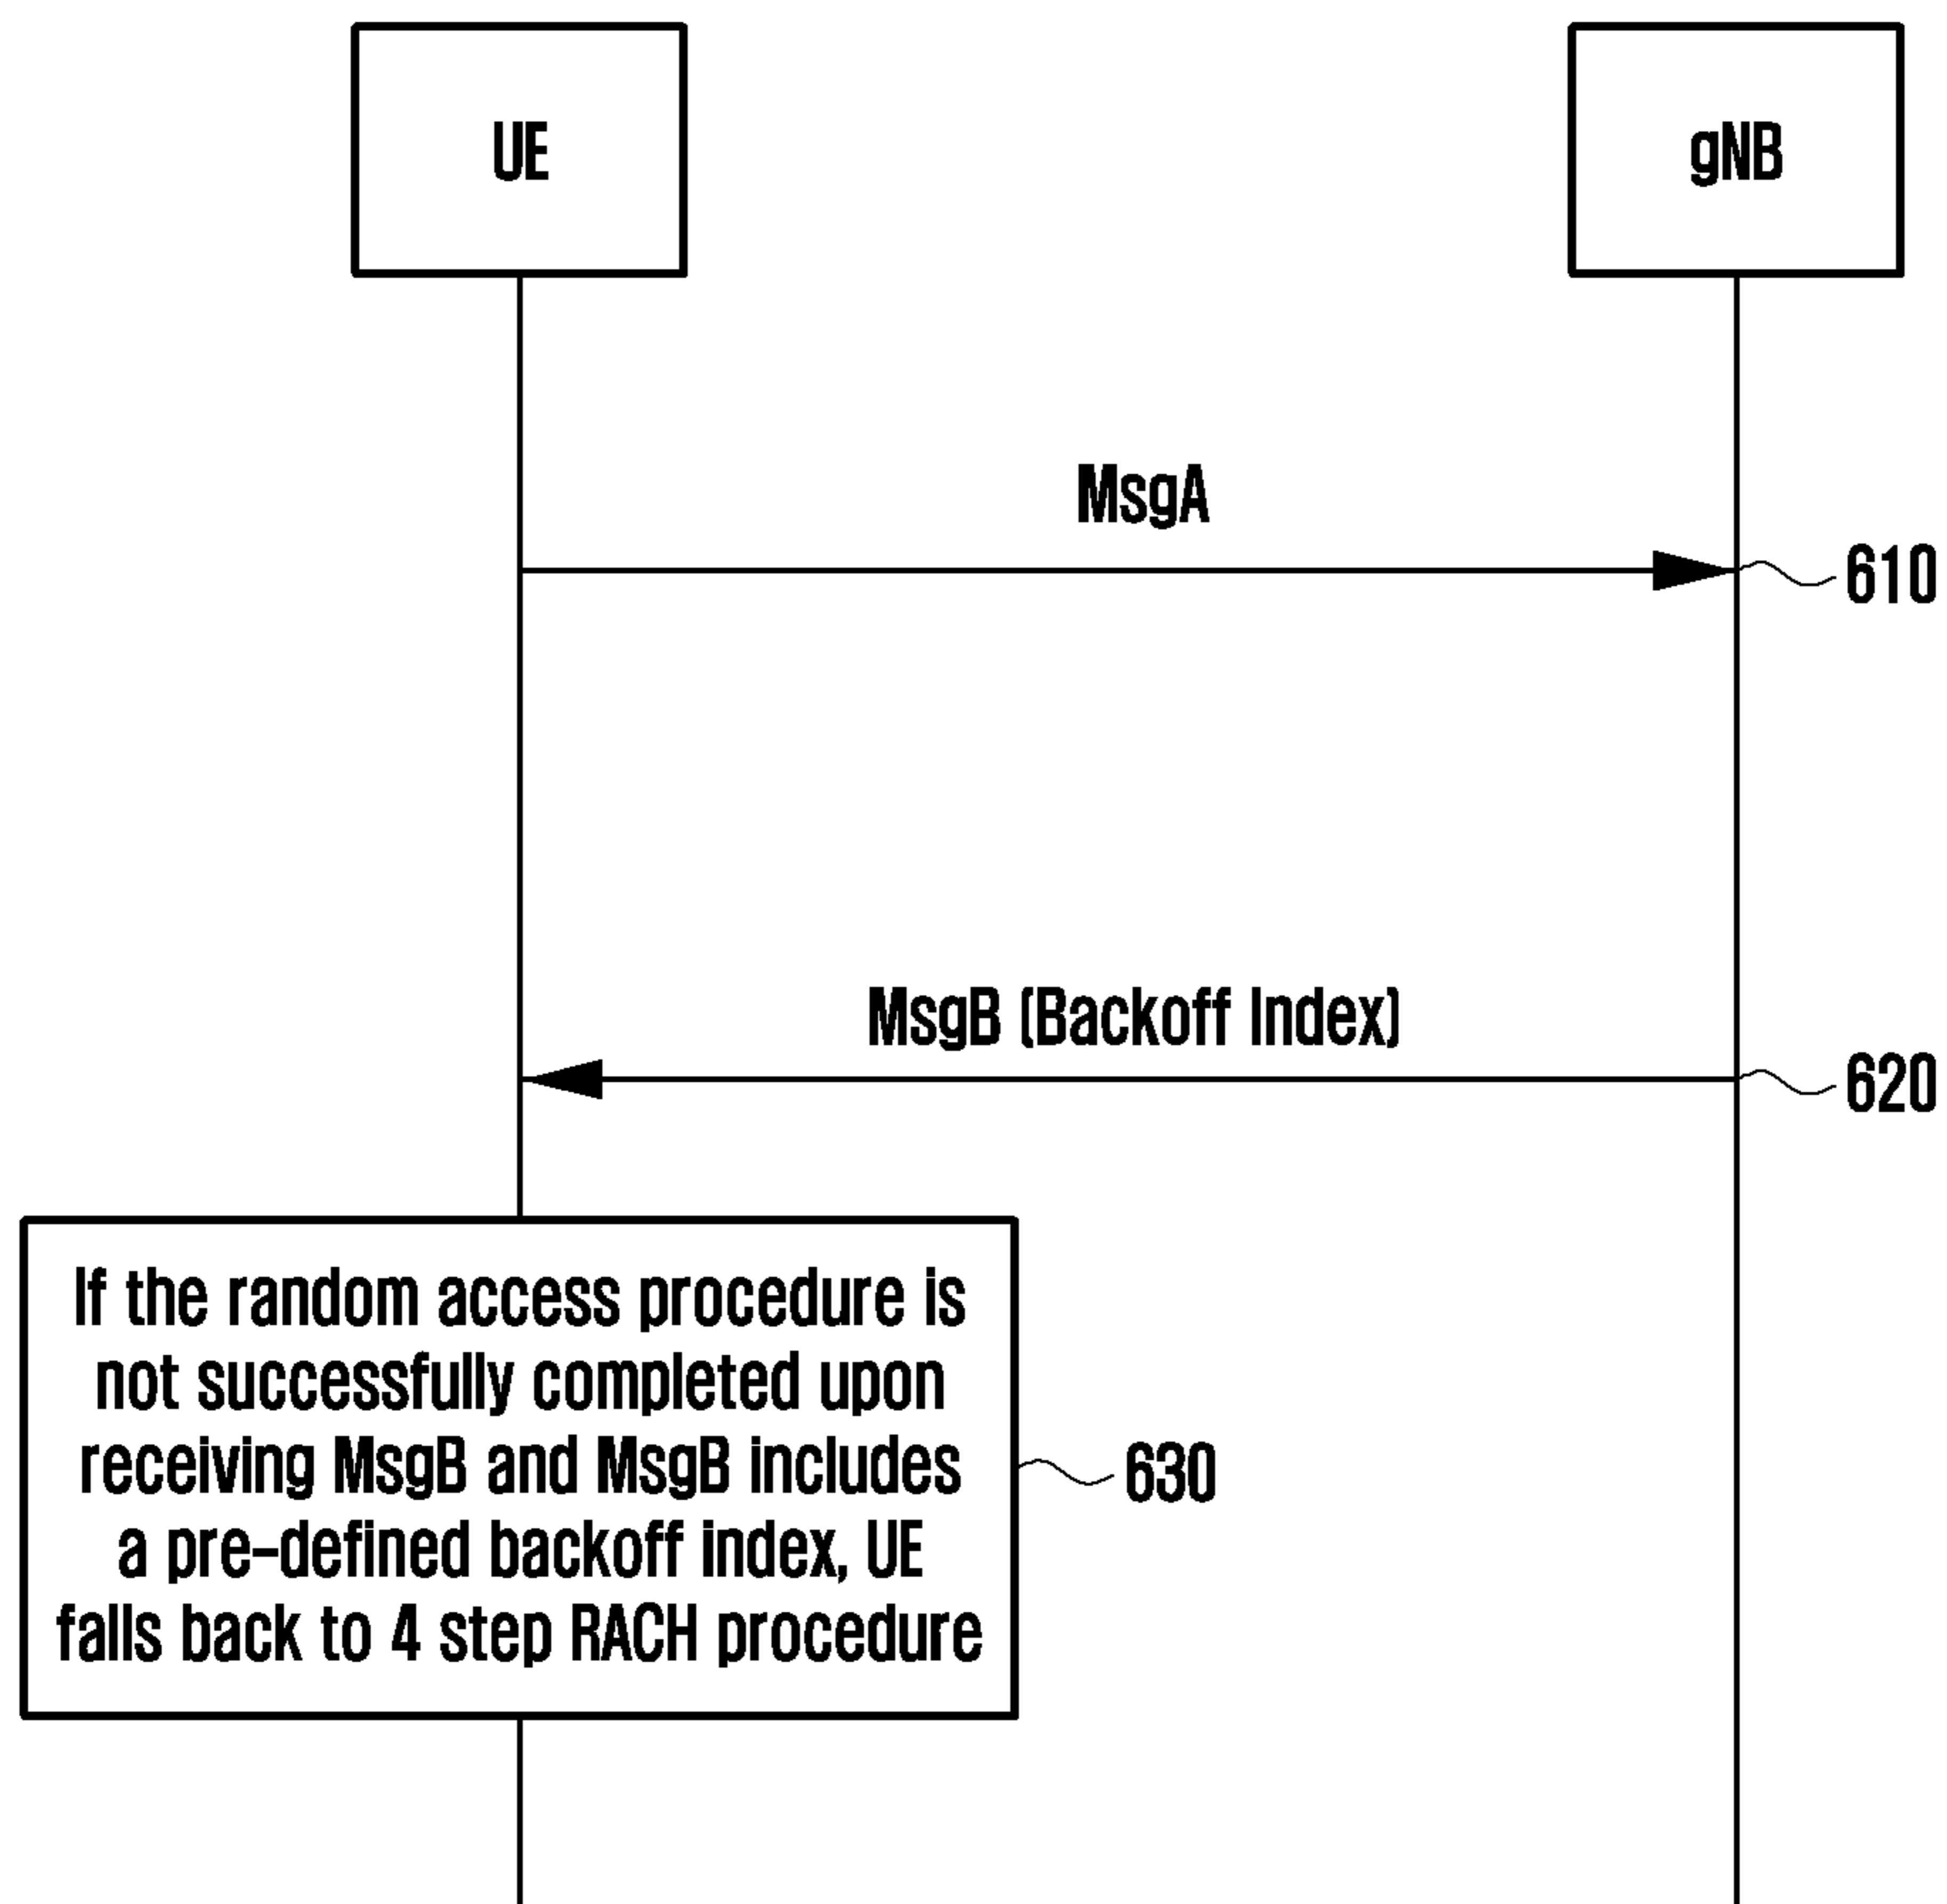 UE
gNB
MsgA
610
MsgB (Backoff Index)
620
If the random access procedure is
not successfully completed upon
receiving MsgB and MsgB includes
a pre-defined backoff index, UE
falls back to 4 step RACH procedure
630